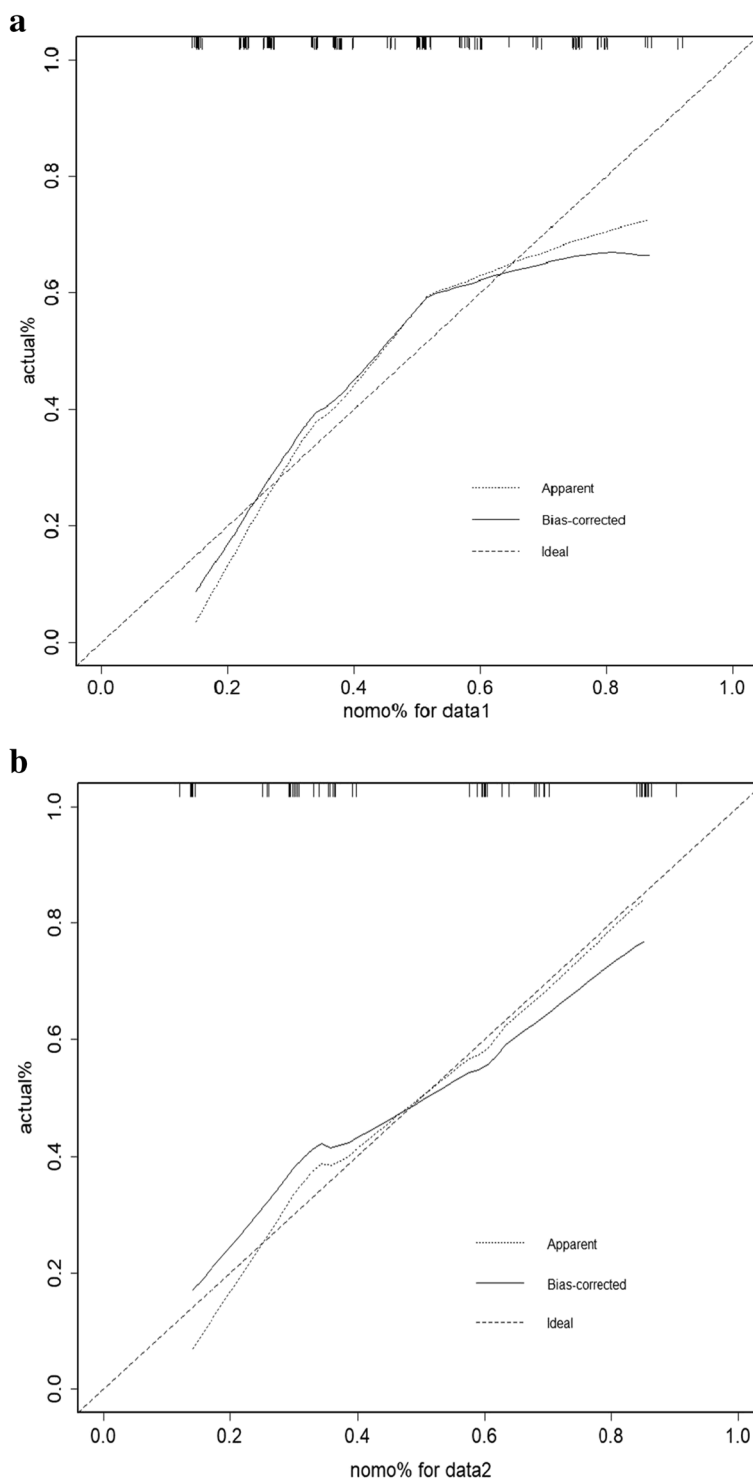 a
1.0
0.8
0.6
0.4
0.2
0.0
actual%
Apparent
Bias-corrected
Ideal
0.0 0.2 0.4 0.6 0.8 1.0
nomo% for data1
b
1.0
0.8
0.6
0.4
0.2
0.0
actual%
Apparent
Bias-corrected
Ideal
0.0 0.2 0.4 0.6 0.8 1.0
nomo% for data2